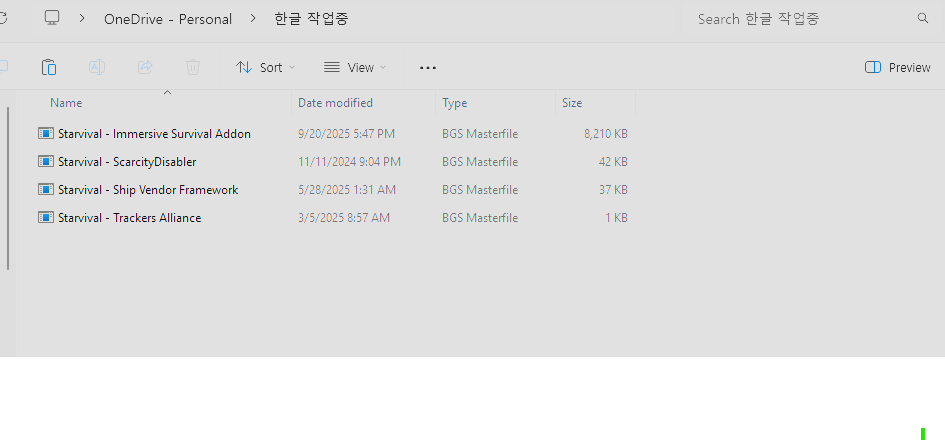 OneDrive - Personal > 한글 작업중 Search 한글 작업중
Sort View ... Preview
Name Date modified Type Size
Starvival - Immersive Survival Addon 9/20/2025 5:47 PM BGS Masterfile 8,210 KB
Starvival - ScarcityDisabler 11/11/2024 9:04 PM BGS Masterfile 42 KB
Starvival - Ship Vendor Framework 5/28/2025 1:31 AM BGS Masterfile 37 KB
Starvival - Trackers Alliance 3/5/2025 8:57 AM BGS Masterfile 1 KB